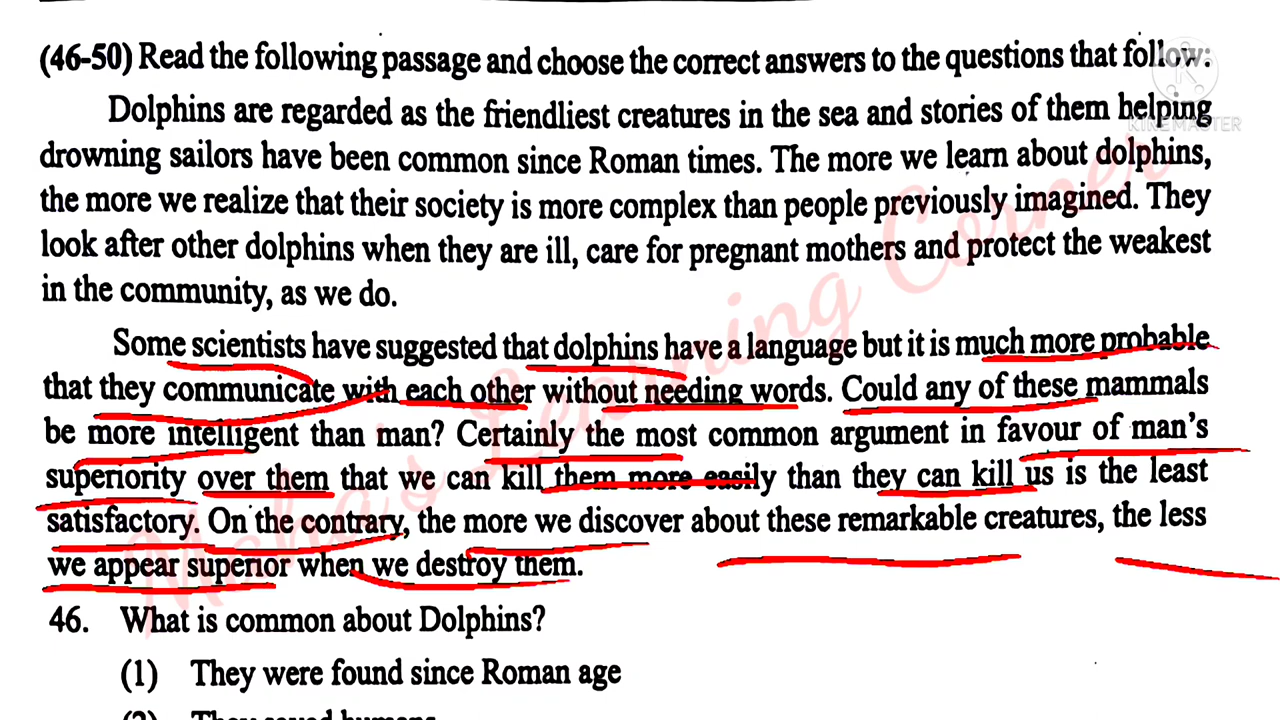 (46-50) Read the following passage and choose the correct answers to the questions that follow:
KINEMASTER
Dolphins are regarded as the friendliest creatures in the sea and stories of them helping
drowning sailors have been common since Roman times. The more we learn about dolphins,
the more we realize that their society is more complex than people previously imagined. They
look after other dolphins when they are ill, care for pregnant mothers and protect the weakest
in the community, as we do.
Some scientists have suggested that dolphins have a language but it is much more probable
that they communicate with each other without needing words. Could any of these mammals
be more intelligent than man? Certainly the most common argument in favour of man's
superiority over them that we can kill them more easily than they can kill us is the least
satisfactory. On the contrary, the more we discover about these remarkable creatures, the less
we appear superior when we destroy them.
Meha's Learning Corner
46. What is common about Dolphins?
(1) They were found since Roman age
(2) They saved humans